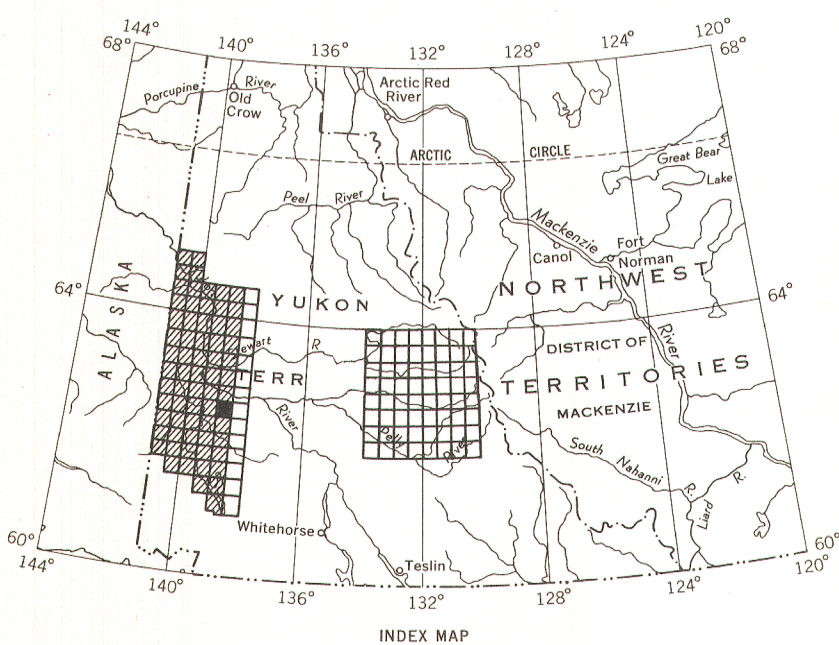 144° 140° 136° 132° 128° 124° 120°
68° 68°
Porcupine River
Old
Crow
Arctic Red
River
ARCTIC CIRCLE
Great Bear
Lake
Peel River
Mackenzie
Canol
Fort
Norman
64° 64°
ALASKA
YUKON
NORTHWEST
Stewart R
DISTRICT OF
River
TERR
TERRITORIES
MACKENZIE
River
Pelly
River
South Nahanni
R.
R.
Liard
Whitehorse
Teslin
60° 60°
144° 140° 136° 132° 128° 124° 120°
INDEX MAP